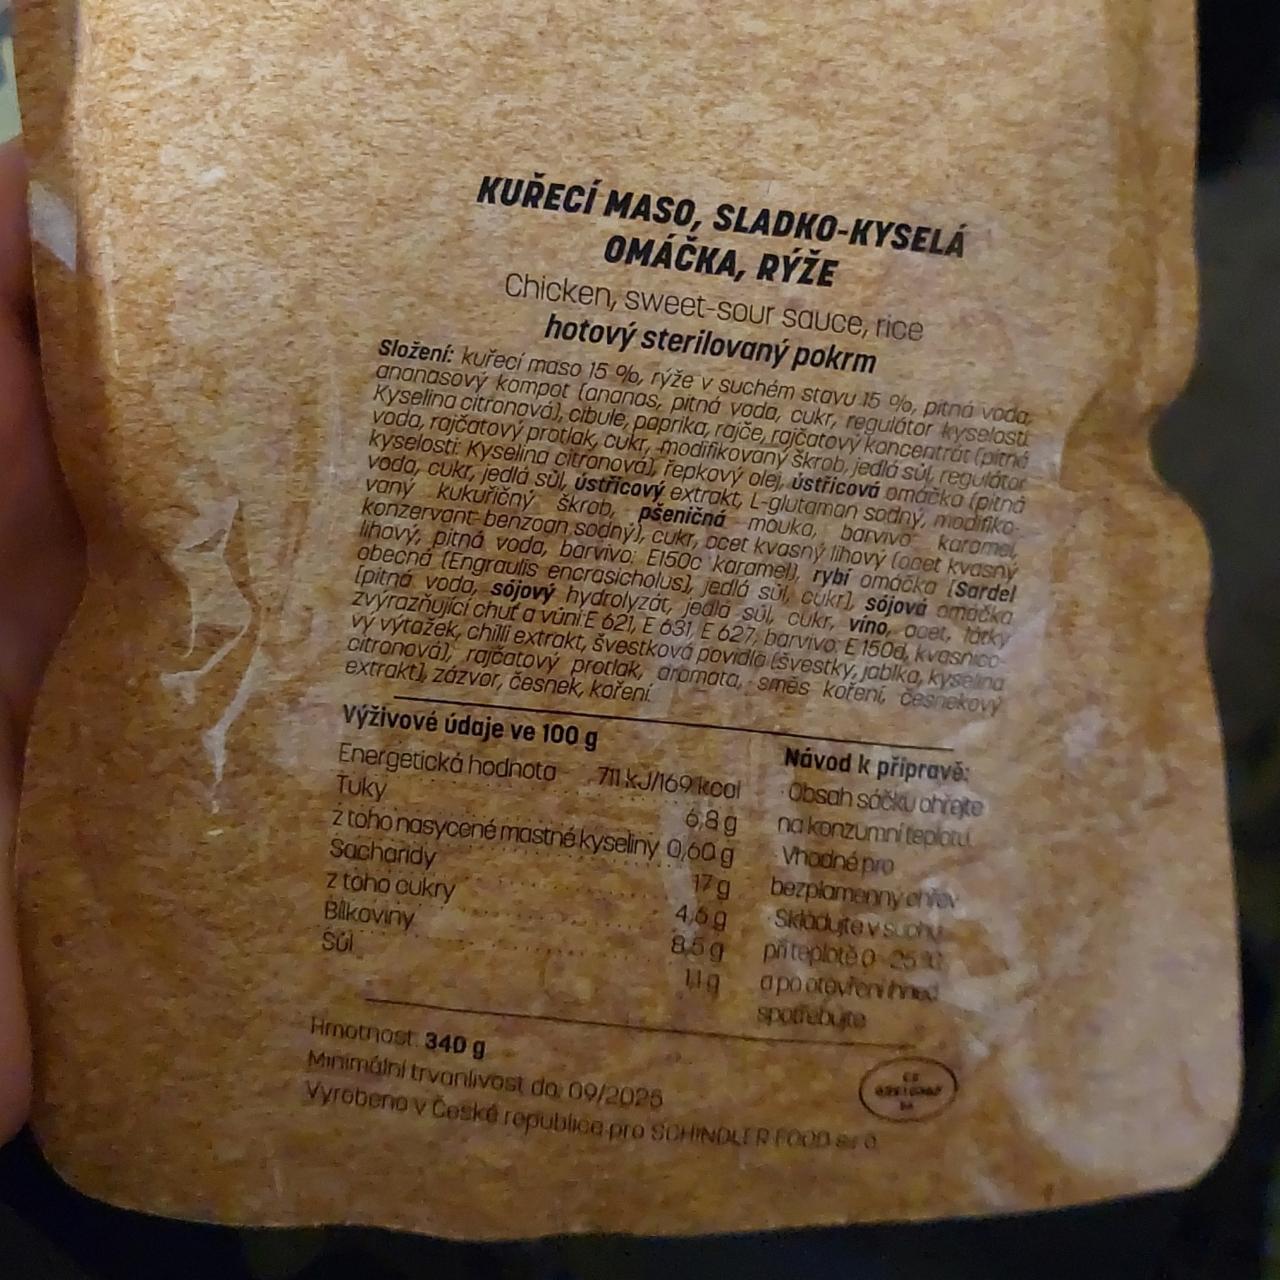 KUŘECÍ MASO, SLADKO-KYSELÁ
OMÁČKA, RÝŽE
Chicken, sweet-sour sauce, rice
hotový sterilovaný pokrm
Složení: kuřecí maso 15 %, rýže v suchém stavu 15 %, pitná voda,
ananasový kompot (ananas, pitná voda, cukr, regulátor kyselosti:
Kyselina citronová), cibule, paprika, rajče, rajčatový koncentrát (pitná
voda, rajčatový protlak, cukr, modifikovaný škrob, jedlá sůl, regulátor
kyselosti: Kyselina citronová), řepkový olej, ústřicová omáčka (pitná
voda, cukr, jedlá sůl, ústřicový extrakt, L-glutaman sodný, modifiko-
vaný kukuřičný škrob, pšeničná mouka, barvivo karamel,
konzervant-benzoan sodný), cukr, ocet kvasný lihový (ocet kvasný
lihový, pitná voda, barvivo: E150c karamel), rybí omáčka [Sardel
obecná (Engraulis encrasicholus), jedlá sůl, cukr], sójová omáčka
(pitná voda, sójový hydrolyzát, jedlá sůl, cukr, víno, ocet, látky
zvýrazňující chuť a vůni:E 621, E 631, E 627, barvivo: E 150d, kvasnico-
vý výtažek, chilli extrakt, švestková povidla (švestky, jablka, kyselina
citronová), rajčatový protlak, aromata, směs koření, česnekový
extrakt), zázvor, česnek, koření.
Výživové údaje ve 100 g
Energetická hodnota 711 kJ/169 kcal
Tuky 6,8 g
z toho nasycené mastné kyseliny 0,60 g
Sacharidy 17 g
z toho cukry 4,6 g
Bílkoviny 8,5 g
Sůl 1,1 g
Návod k přípravě:
Obsah sáčku ohřejte
na konzumní teplotu.
Vhodné pro
bezplamenný ohřev
Skladujte v suchu
při teplotě 0-25 °C
a po otevření ihned
spotřebujte
Hmotnost: 340 g
Minimální trvanlivost do: 09/2025
Vyrobeno v České republice pro SCHINDLER FOOD s.r.o.